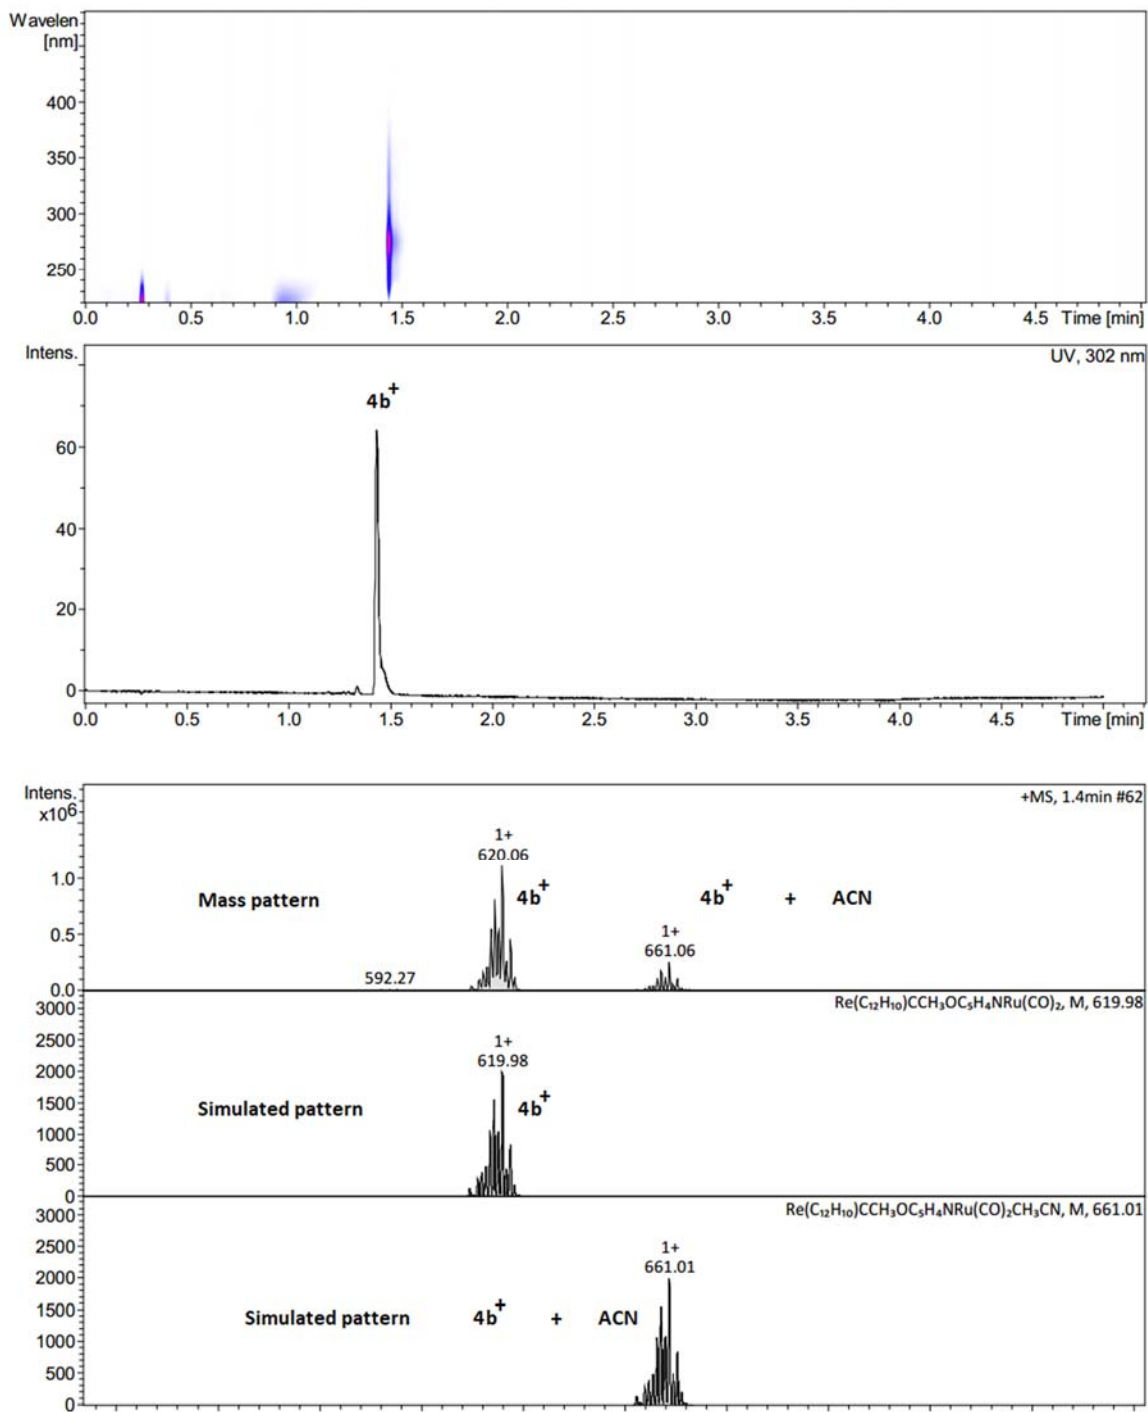 Wavelen
[nm]
400
350
300
250
0.0 0.5 1.0 1.5 2.0 2.5 3.0 3.5 4.0 4.5 Time [min]
Intens.
UV, 302 nm
4b+
60
40
20
0
0.0 0.5 1.0 1.5 2.0 2.5 3.0 3.5 4.0 4.5 Time [min]
Intens.
x10⁶
+MS, 1.4min #62
1+
620.06
1.0
Mass pattern 4b+ 4b+ + ACN
1+
661.06
0.5
592.27
0.0
Re(C₁₂H₁₀)CCH₃OC₅H₄NRu(CO)₂, M, 619.98
3000
2500
1+
619.98
2000
1500
Simulated pattern 4b+
1000
500
0
Re(C₁₂H₁₀)CCH₃OC₅H₄NRu(CO)₂CH₃CN, M, 661.01
3000
2500
1+
661.01
2000
1500
Simulated pattern 4b+ + ACN
1000
500
0